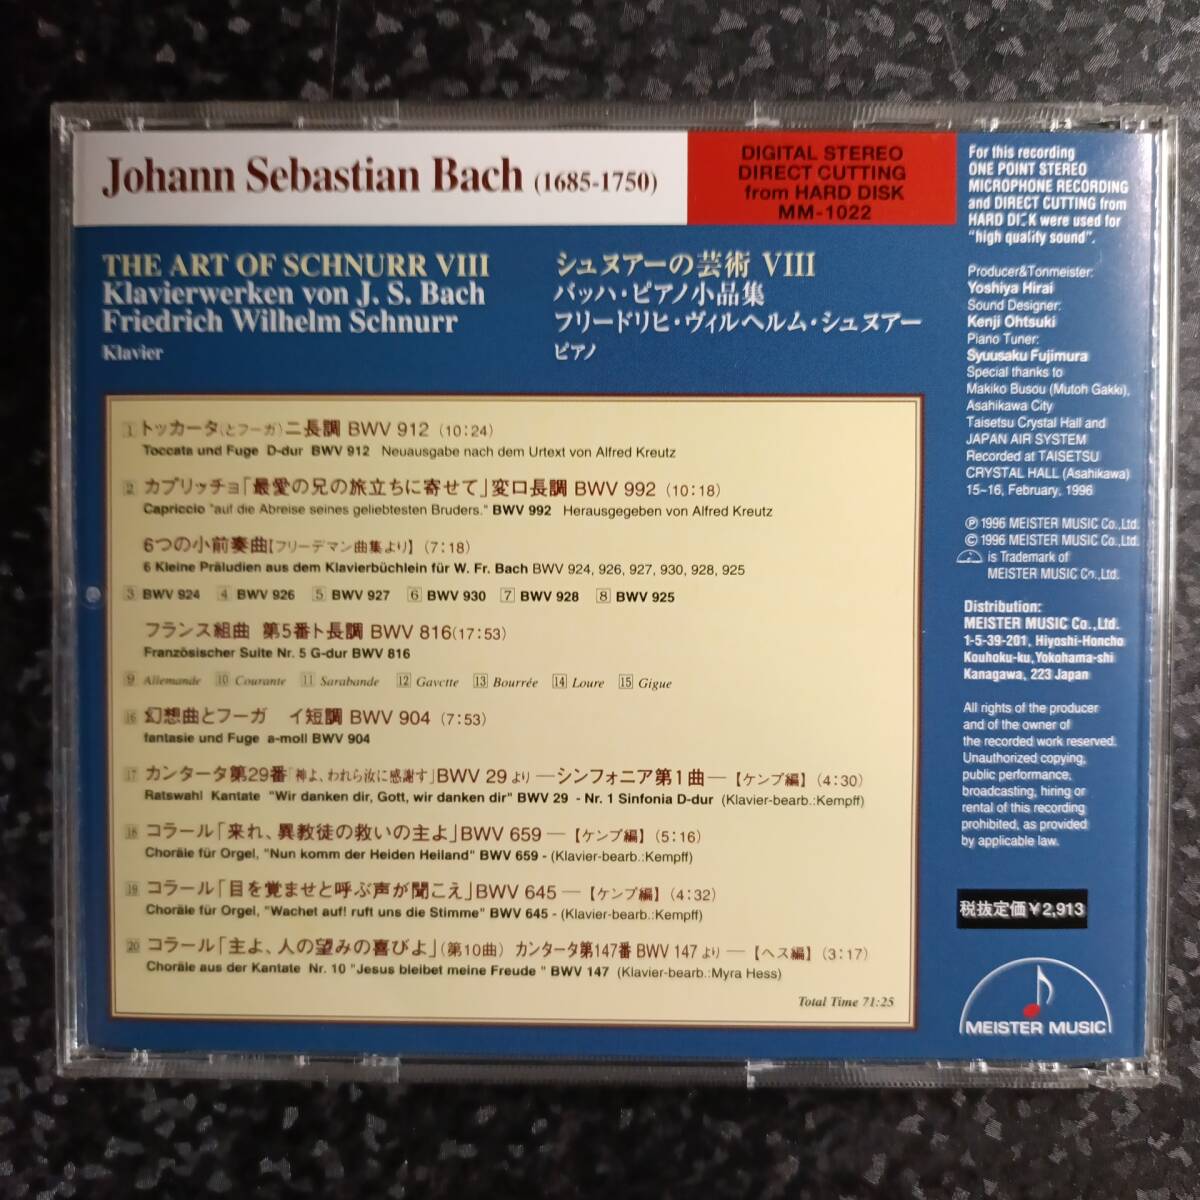 Johann Sebastian Bach (1685-1750)
DIGITAL STEREO
DIRECT CUTTING
from HARD DISK
MM-1022
THE ART OF SCHNURR VIII
Klavierwerken von J. S. Bach
Friedrich Wilhelm Schnurr
Klavier
シュヌアーの芸術 VIII
バッハ・ピアノ小品集
フリードリヒ・ヴィルヘルム・シュヌアー
ピアノ
1 トッカータ(とフーガ)ニ長調 BWV 912 (10:24)
Toccata und Fuge D-dur BWV 912 Neuausgabe nach dem Urtext von Alfred Kreutz
2 カプリッチョ「最愛の兄の旅立ちに寄せて」変ロ長調 BWV 992 (10:18)
Capriccio "auf die Abreise seines geliebtesten Bruders." BWV 992 Herausgegeben von Alfred Kreutz
6つの小前奏曲【フリーデマン曲集より】(7:18)
6 Kleine Präludien aus dem Klavierbüchlein für W. Fr. Bach BWV 924, 926, 927, 930, 928, 925
3 BWV 924 4 BWV 926 5 BWV 927 6 BWV 930 7 BWV 928 8 BWV 925
フランス組曲 第5番ト長調 BWV 816(17:53)
Französischer Suite Nr. 5 G-dur BWV 816
9 Allemande 10 Courante 11 Sarabande 12 Gavotte 13 Bourrée 14 Loure 15 Gigue
16 幻想曲とフーガ イ短調 BWV 904 (7:53)
fantasie und Fuge a-moll BWV 904
17 カンタータ第29番「神よ、われら汝に感謝す」BWV 29 より ―シンフォニア第1曲―【ケンプ編】(4:30)
Ratswahl Kantate "Wir danken dir, Gott, wir danken dir" BWV 29 - Nr. 1 Sinfonia D-dur (Klavier-bearb.:Kempff)
18 コラール「来れ、異教徒の救いの主よ」BWV 659 ―【ケンプ編】(5:16)
Choräle für Orgel, "Nun komm der Heiden Heiland" BWV 659 - (Klavier-bearb.:Kempff)
19 コラール「目を覚ませと呼ぶ声が聞こえ」BWV 645 ―【ケンプ編】(4:32)
Choräle für Orgel, "Wachet auf! ruft uns die Stimme" BWV 645 - (Klavier-bearb.:Kempff)
20 コラール「主よ、人の望みの喜びよ」(第10曲) カンタータ第147番 BWV 147 より ―【ヘス編】(3:17)
Choräle aus der Kantate Nr. 10 "Jesus bleibet meine Freude " BWV 147 (Klavier-bearb.:Myra Hess)
Total Time 71:25
For this recording
ONE POINT STEREO
MICROPHONE RECORDING
and DIRECT CUTTING from
HARD DISK were used for
"high quality sound".
Producer&Tonmeister:
Yoshiya Hirai
Sound Designer:
Kenji Ohtsuki
Piano Tuner:
Syuusaku Fujimura
Special thanks to
Makiko Busou (Mutoh Gakki),
Asahikawa City
Taisetsu Crystal Hall and
JAPAN AIR SYSTEM
Recorded at TAISETSU
CRYSTAL HALL (Asahikawa)
15~16, February, 1996
Ⓟ 1996 MEISTER MUSIC Co.,Ltd.
© 1996 MEISTER MUSIC Co.,Ltd.
is Trademark of
MEISTER MUSIC Co.,Ltd.
Distribution:
MEISTER MUSIC Co.,Ltd.
1-5-39-201, Hiyoshi-Honcho
Kouhoku-ku,Yokohama-shi
Kanagawa, 223 Japan
All rights of the producer
and of the owner of
the recorded work reserved.
Unauthorized copying,
public performance,
broadcasting, hiring or
rental of this recording
prohibited, as provided
by applicable law.
税抜定価¥2,913
MEISTER MUSIC